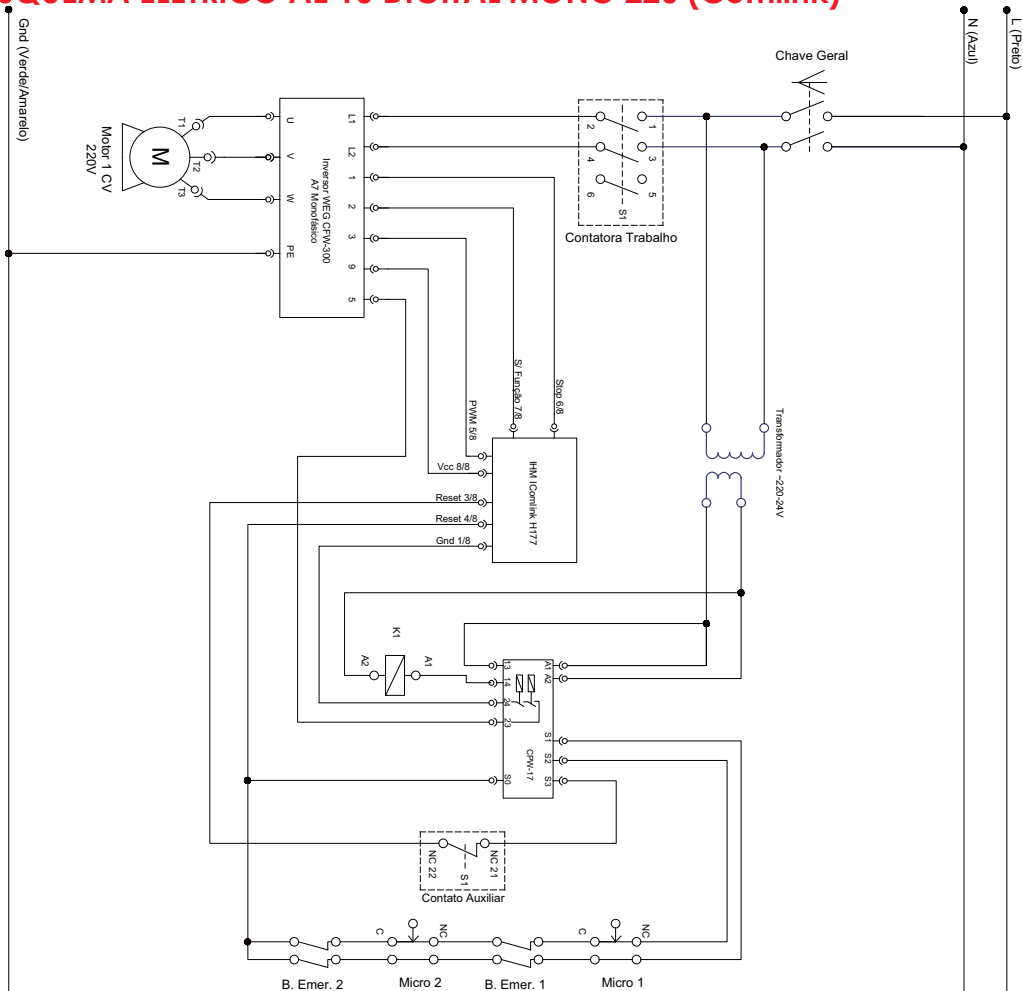 ESQUEMA ELÉTRICO AL-10 DIGITAL MONO 220 (Comlink)
Gnd (Verde/Amarelo)
N (Azul)
L (Preto)
Chave Geral
T1
T2
T3
M
Motor 1 CV
220V
U
V
W
PE
Inversor WEG CFW-300
A7 Monofásico
L1
L2
1
2
3
9
5
2
4
6
1
3
5
S1
Contatora Trabalho
Transformador ~220-24V
Stop 6/8
S/ Função 7/8
PWM 5/8
Vcc 8/8
Reset 3/8
Reset 4/8
Gnd 1/8
IHM IComlink H177
K1
A2
A1
13
14
24
23
S0
A1
A2
S1
S2
S3
CPW-17
NC 22
NC 21
S1
Contato Auxiliar
C
NC
C
NC
B. Emer. 2
Micro 2
B. Emer. 1
Micro 1